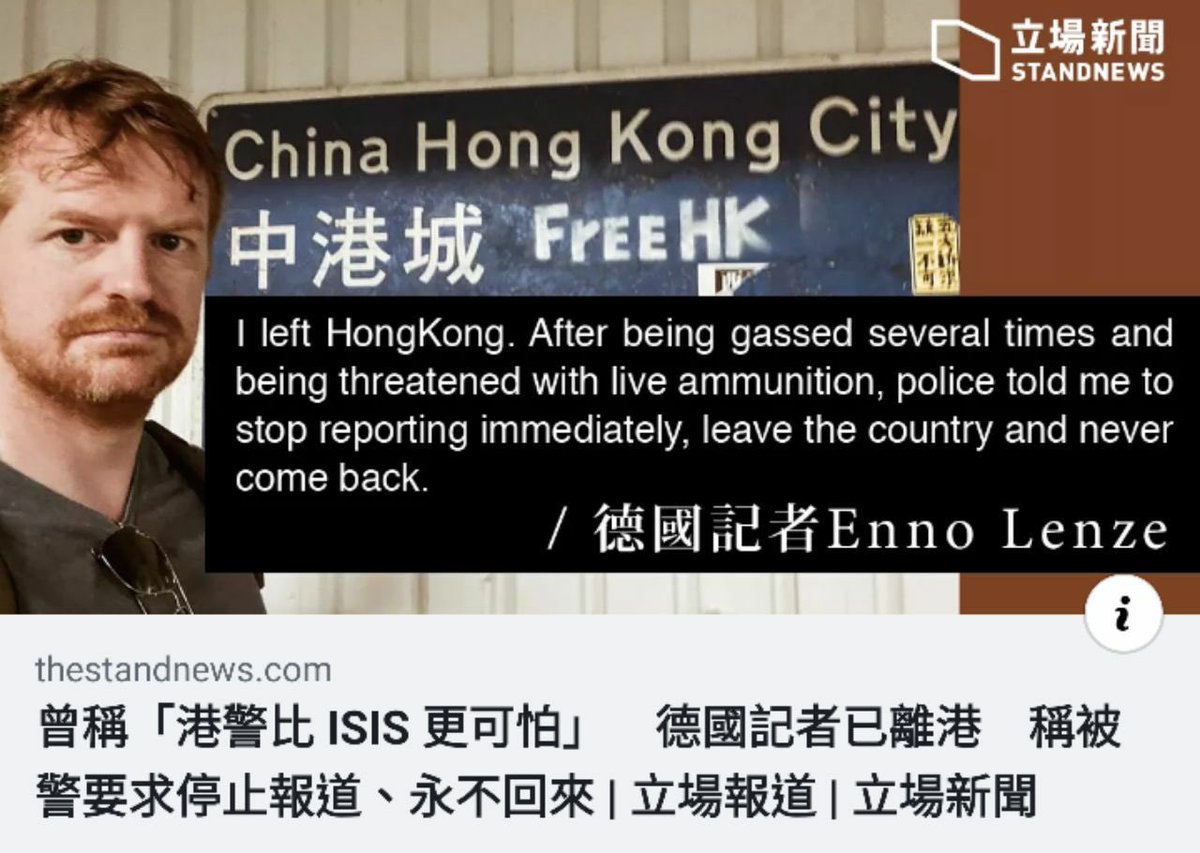 立場新聞
STANDNEWS
China Hong Kong City
中港城 FrEE HK
I left HongKong. After being gassed several times and
being threatened with live ammunition, police told me to
stop reporting immediately, leave the country and never
come back.
/ 德國記者Enno Lenze
i
thestandnews.com
曾稱「港警比 ISIS 更可怕」 德國記者已離港 稱被
警要求停止報道、永不回來 | 立場報道 | 立場新聞